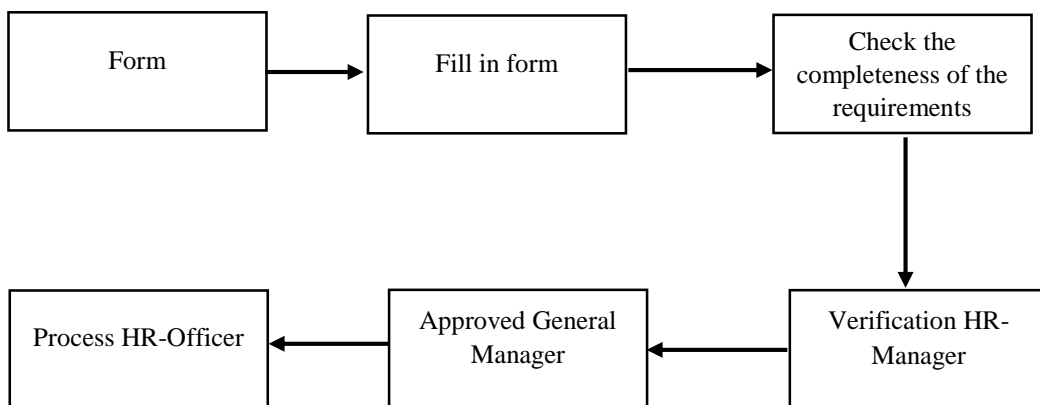 Form
Fill in form
Check the
completeness of the
requirements
Process HR-Officer
Approved General
Manager
Verification HR-
Manager